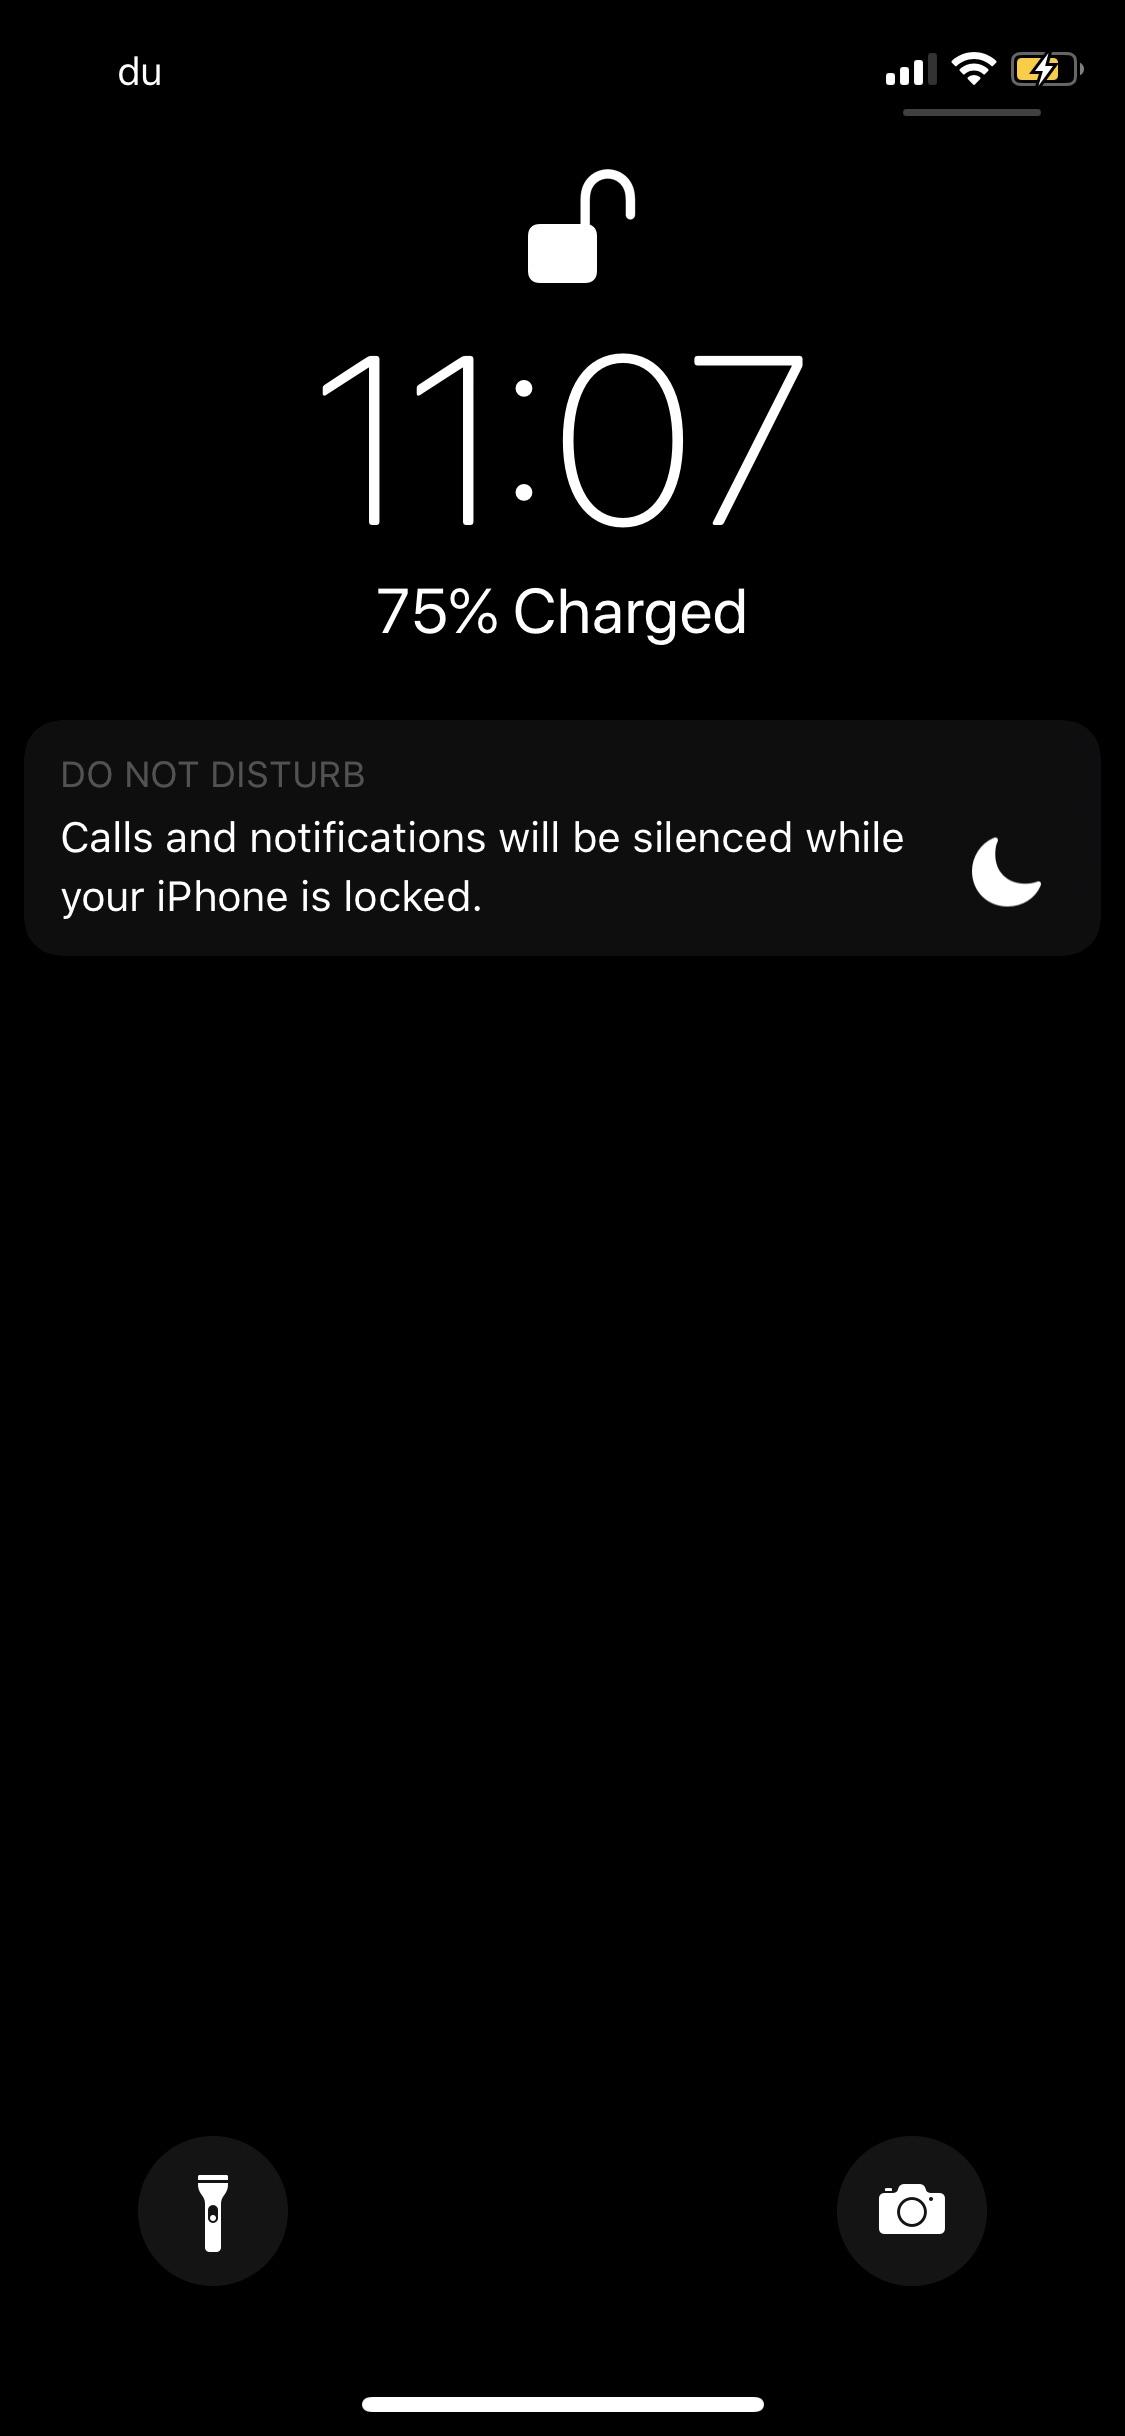 du
11:07
75% Charged
DO NOT DISTURB
Calls and notifications will be silenced while
your iPhone is locked.